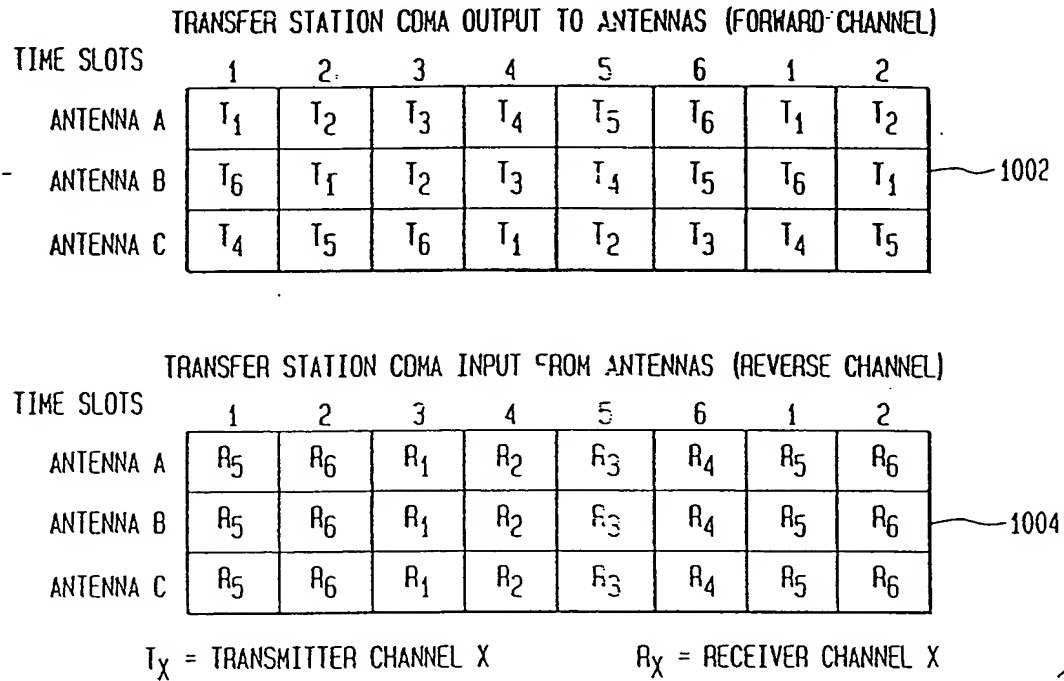 TRANSFER STATION CDMA OUTPUT TO ANTENNAS (FORWARD CHANNEL)
TIME SLOTS 1 2 3 4 5 6 1 2
ANTENNA A T1 T2 T3 T4 T5 T6 T1 T2
ANTENNA B T6 T1 T2 T3 T4 T5 T6 T1 1002
ANTENNA C T4 T5 T6 T1 T2 T3 T4 T5
TRANSFER STATION CDMA INPUT FROM ANTENNAS (REVERSE CHANNEL)
TIME SLOTS 1 2 3 4 5 6 1 2
ANTENNA A R5 R6 R1 R2 R3 R4 R5 R6
ANTENNA B R5 R6 R1 R2 R3 R4 R5 R6 1004
ANTENNA C R5 R6 R1 R2 R3 R4 R5 R6
TX = TRANSMITTER CHANNEL X RX = RECEIVER CHANNEL X